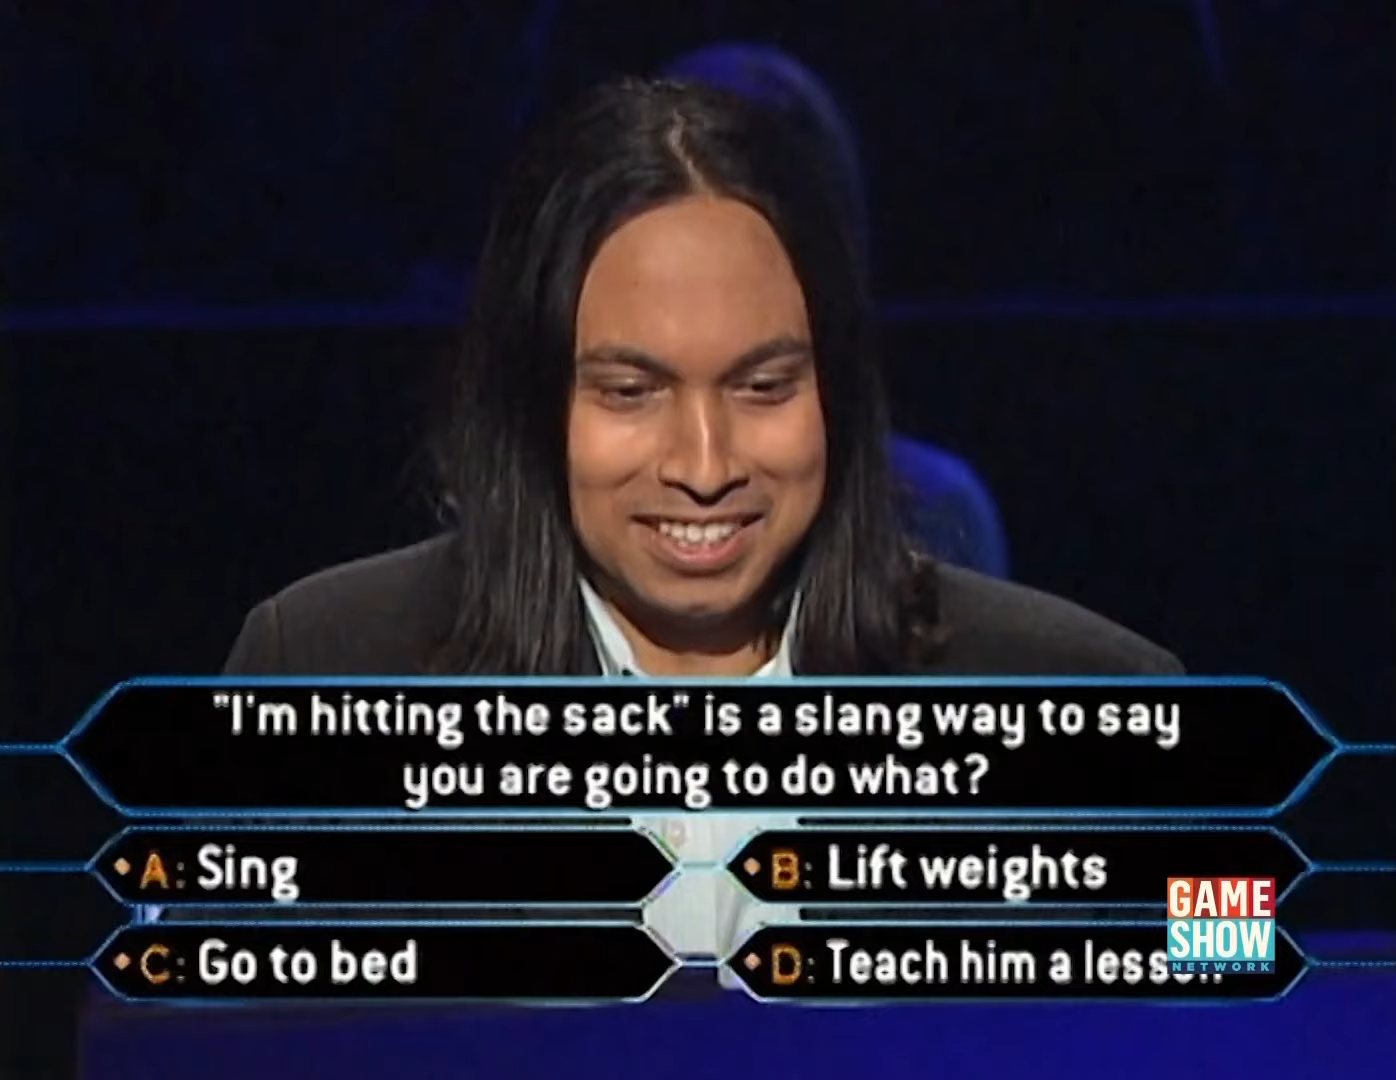 "I'm hitting the sack" is a slang way to say
you are going to do what?
A: Sing
B: Lift weights
C: Go to bed
D: Teach him a lesson
GAME
SHOW
NETWORK